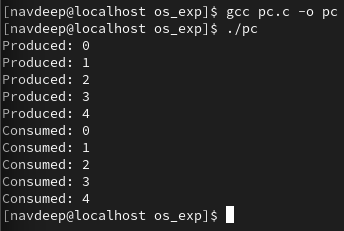 [navdeep@localhost os_exp]$ gcc pc.c -o pc
[navdeep@localhost os_exp]$ ./pc
Produced: 0
Produced: 1
Produced: 2
Produced: 3
Produced: 4
Consumed: 0
Consumed: 1
Consumed: 2
Consumed: 3
Consumed: 4
[navdeep@localhost os_exp]$